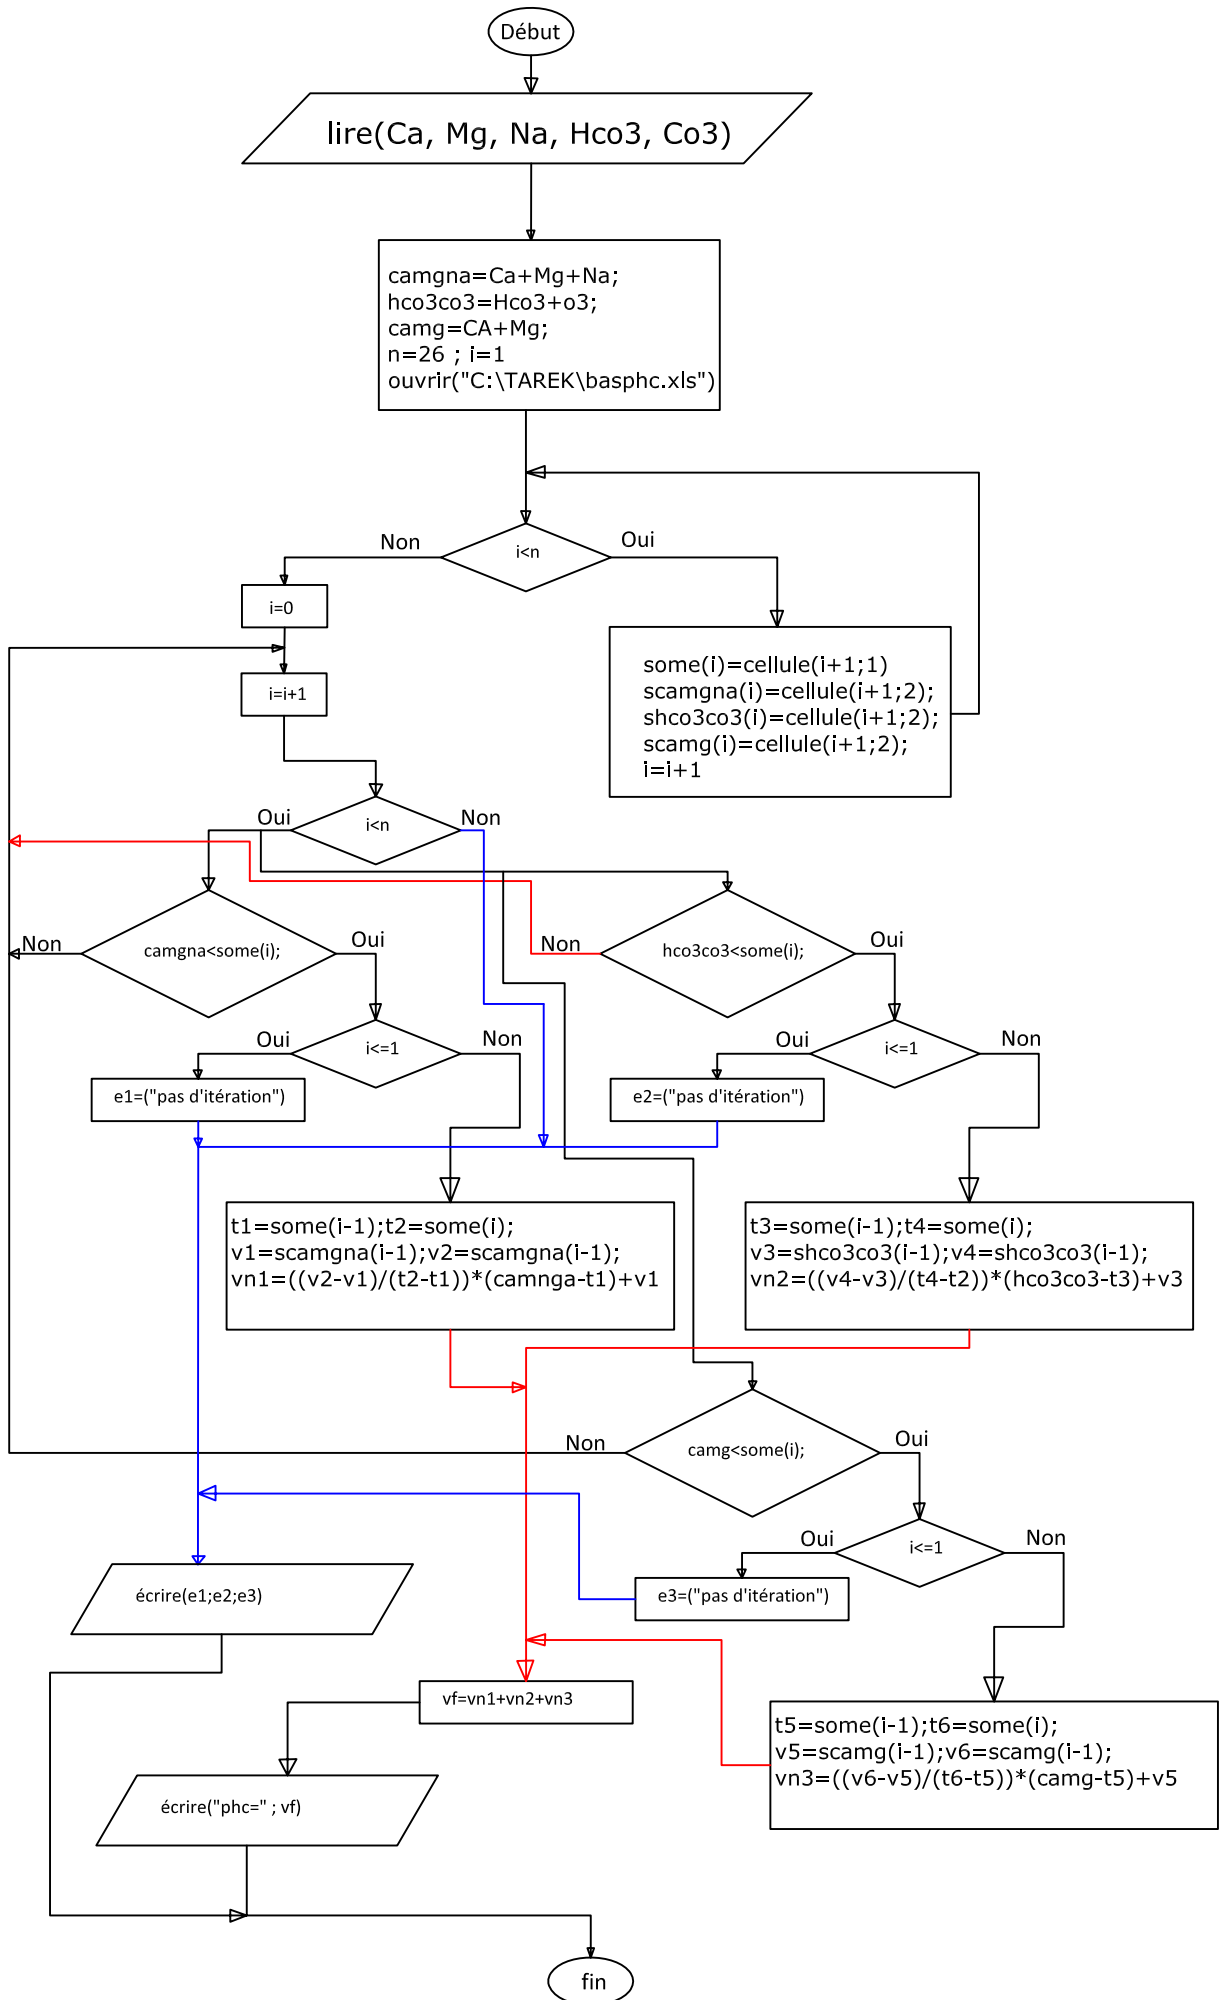 Début
lire(Ca, Mg, Na, Hco3, Co3)
camgna=Ca+Mg+Na;
hco3co3=Hco3+o3;
camg=CA+Mg;
n=26 ; i=1
ouvrir("C:\TAREK\basphc.xls")
Non
i<n
Oui
i=0
some(i)=cellule(i+1;1)
scamgna(i)=cellule(i+1;2);
shco3co3(i)=cellule(i+1;2);
scamg(i)=cellule(i+1;2);
i=i+1
i=i+1
Oui
i<n
Non
Non
camgna<some(i);
Oui
Non
hco3co3<some(i);
Oui
Oui
i<=1
Non
Oui
i<=1
Non
e1=("pas d'itération")
e2=("pas d'itération")
t1=some(i-1);t2=some(i);
v1=scamgna(i-1);v2=scamgna(i-1);
vn1=((v2-v1)/(t2-t1))*(camnga-t1)+v1
t3=some(i-1);t4=some(i);
v3=shco3co3(i-1);v4=shco3co3(i-1);
vn2=((v4-v3)/(t4-t2))*(hco3co3-t3)+v3
Non
camg<some(i);
Oui
Oui
i<=1
Non
écrire(e1;e2;e3)
e3=("pas d'itération")
vf=vn1+vn2+vn3
t5=some(i-1);t6=some(i);
v5=scamg(i-1);v6=scamg(i-1);
vn3=((v6-v5)/(t6-t5))*(camg-t5)+v5
écrire("phc=" ; vf)
fin